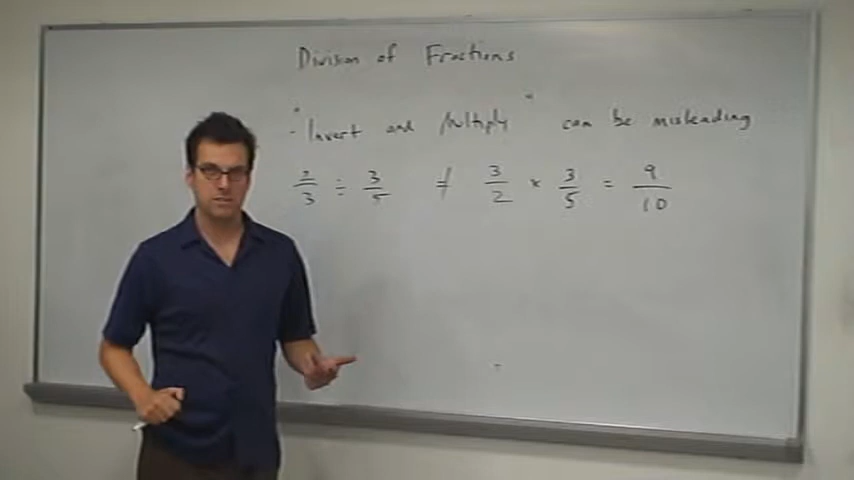 Division of Fractions
"Invert and Multiply" can be misleading
2/3 ÷ 3/5 ≠ 3/2 × 3/5 = 9/10